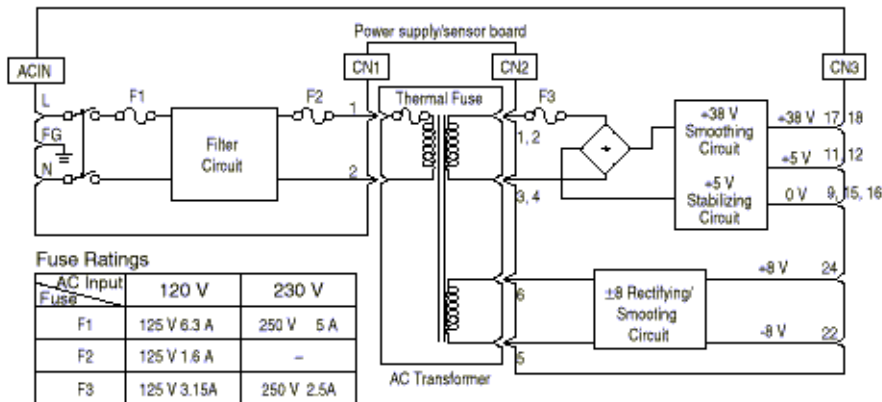 Power supply/sensor board
ACIN
CN1
CN2
CN3
L
F1
F2
1
Thermal Fuse
F3
FG
Filter
Circuit
1, 2
+38 V
Smoothing
Circuit
+38 V 17, 18
+5 V 11, 12
N
2
3, 4
+5 V
Stabilizing
Circuit
0 V 9, 15, 16
Fuse Ratings
AC Input
Fuse
120 V
230 V
F1
125 V 6.3 A
250 V 5 A
F2
125 V 1.6 A
–
F3
125 V 3.15A
250 V 2.5A
6
±8 Rectifying/
Smooting
Circuit
+8 V 24
-8 V 22
5
AC Transformer